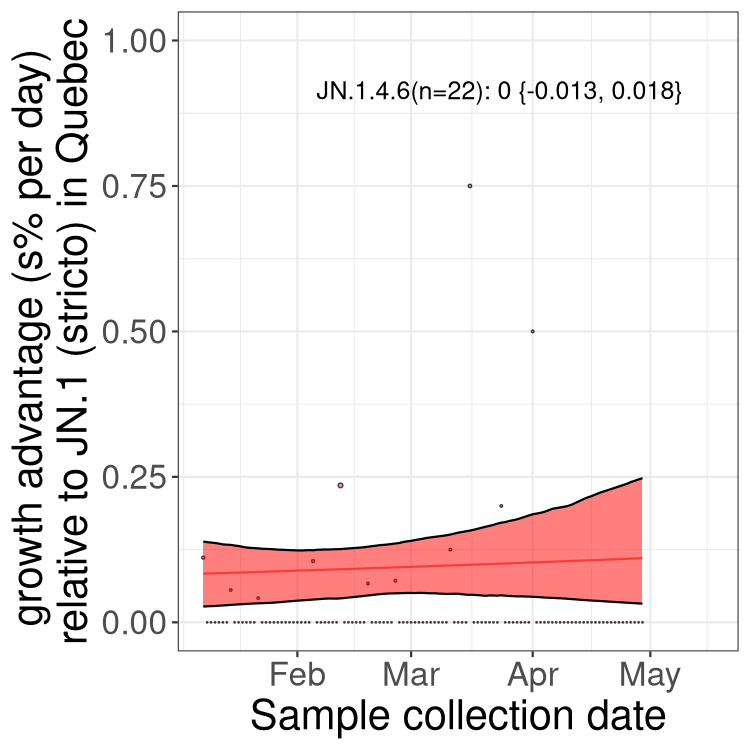 growth advantage (s% per day)
relative to JN.1 (stricto) in Quebec
1.00
0.75
0.50
0.25
0.00
JN.1.4.6(n=22): 0 {-0.013, 0.018}
Feb Mar Apr May
Sample collection date